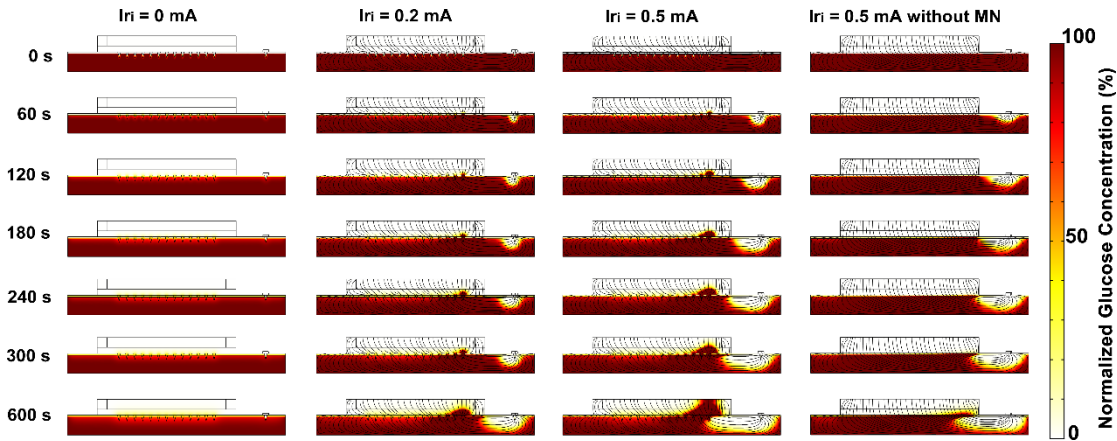 Iri = 0 mA
Iri = 0.2 mA
Iri = 0.5 mA
Iri = 0.5 mA without MN
0 s
60 s
120 s
180 s
240 s
300 s
600 s
100
50
0
Normalized Glucose Concentration (%)